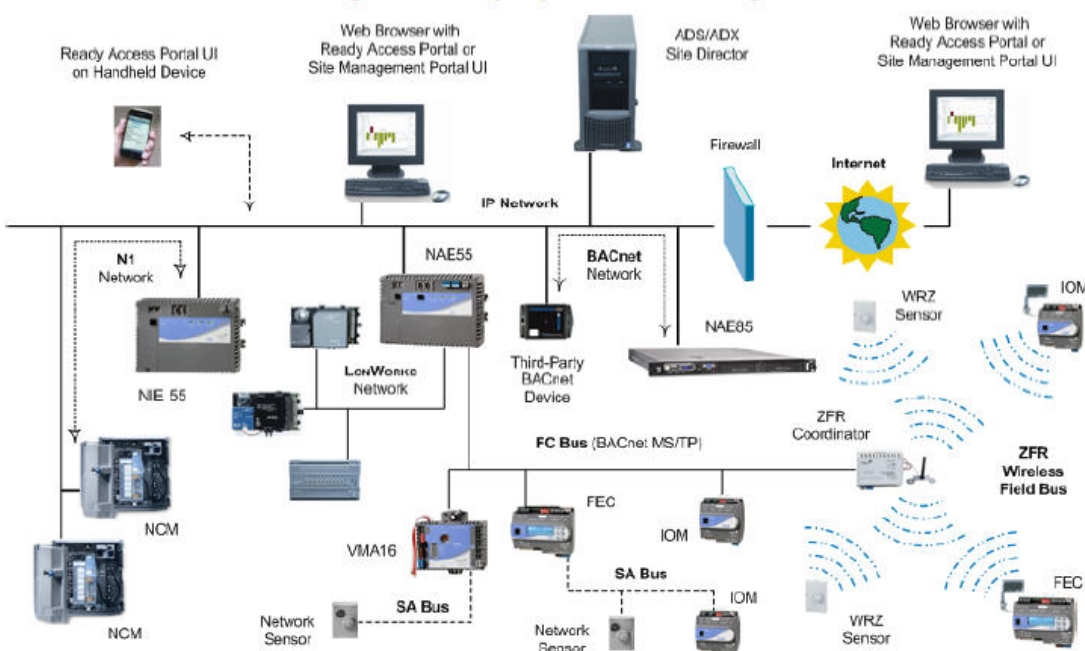 Ready Access Portal UI
on Handheld Device
Web Browser with
Ready Access Portal or
Site Management Portal UI
ADS/ADX
Site Director
Web Browser with
Ready Access Portal or
Site Management Portal UI
Firewall
Internet
IP Network
N1
Network
NAE55
BACnet
Network
NIE 55
LONWORKS
Network
Third-Party
BACnet
Device
NAE85
WRZ
Sensor
IOM
ZFR
Coordinator
FC Bus (BACnet MS/TP)
ZFR
Wireless
Field Bus
NCM
VMA16
FEC
IOM
SA Bus
SA Bus
IOM
FEC
NCM
Network
Sensor
Network
Sensor
WRZ
Sensor